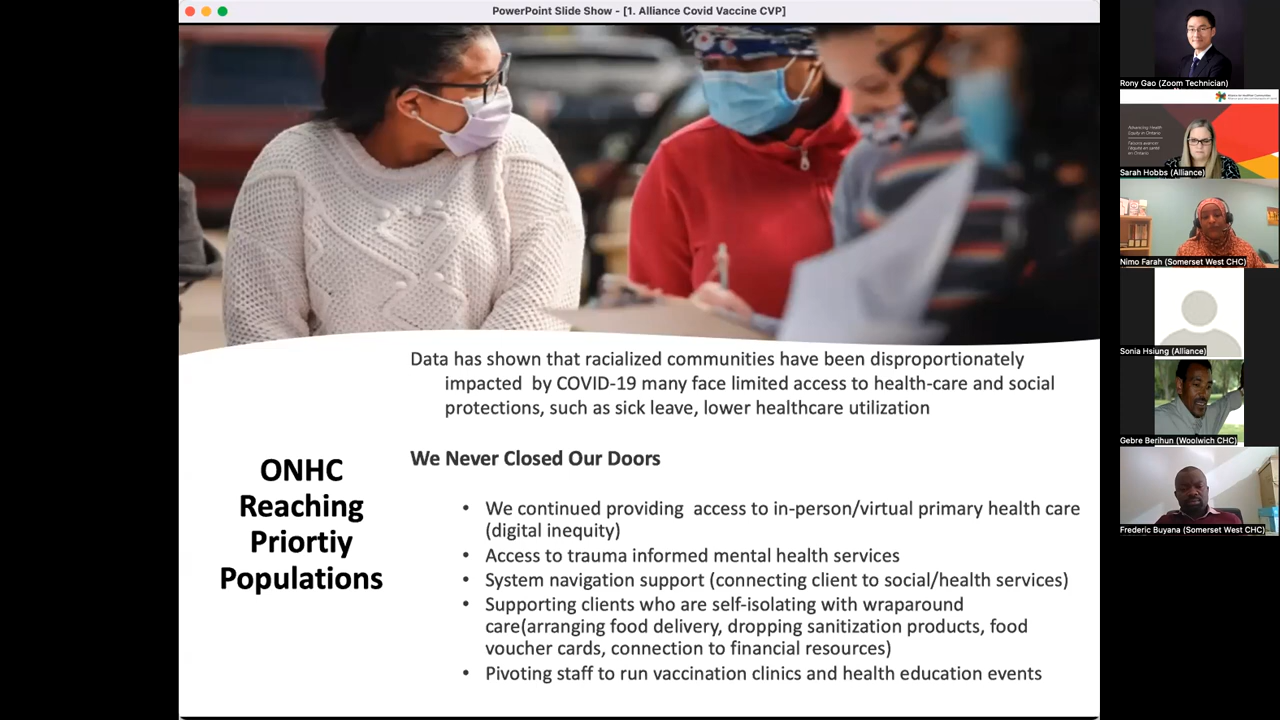 PowerPoint Slide Show - [1. Alliance Covid Vaccine CVP]
Data has shown that racialized communities have been disproportionately
impacted by COVID-19 many face limited access to health-care and social
protections, such as sick leave, lower healthcare utilization
ONHC
Reaching
Priortiy
Populations
We Never Closed Our Doors
• We continued providing access to in-person/virtual primary health care
(digital inequity)
• Access to trauma informed mental health services
• System navigation support (connecting client to social/health services)
• Supporting clients who are self-isolating with wraparound
care(arranging food delivery, dropping sanitization products, food
voucher cards, connection to financial resources)
• Pivoting staff to run vaccination clinics and health education events
Rony Gao (Zoom Technician)
Advancing Health
Equity in Ontario
Sarah Hobbs (Alliance)
Nimo Farah (Somerset West CHC)
Sonia Hsiung (Alliance)
Gebre Berihun (Woolwich CHC)
Frederic Buyana (Somerset West CHC)